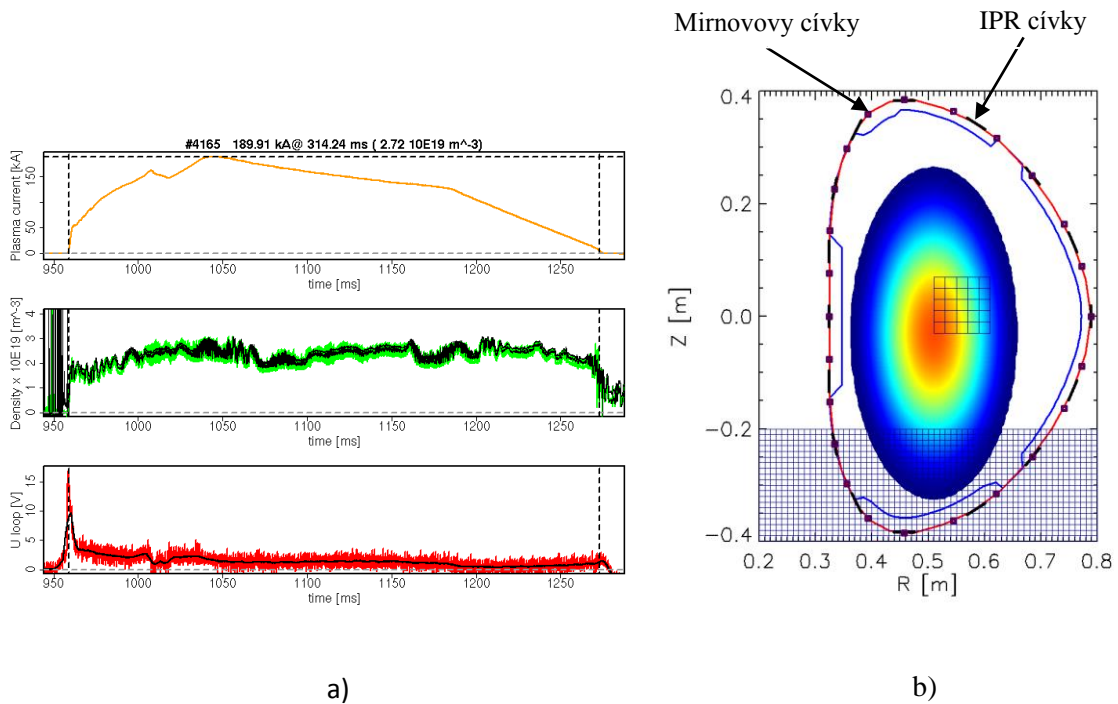 Mirnovovy cívky
IPR cívky
#4165 189.91 kA@ 314.24 ms ( 2.72 10E19 m^-3)
Plasma current [kA]
0 50 150
950 1000 1050 1100 1150 1200 1250
time [ms]
Density x 10E19 [m^-3]
0 1 2 3 4
950 1000 1050 1100 1150 1200 1250
time [ms]
U loop [V]
0 5 10 15
950 1000 1050 1100 1150 1200 1250
time [ms]
Z [m]
0.4
0.2
0.0
−0.2
−0.4
0.2 0.3 0.4 0.5 0.6 0.7 0.8
R [m]
a)
b)